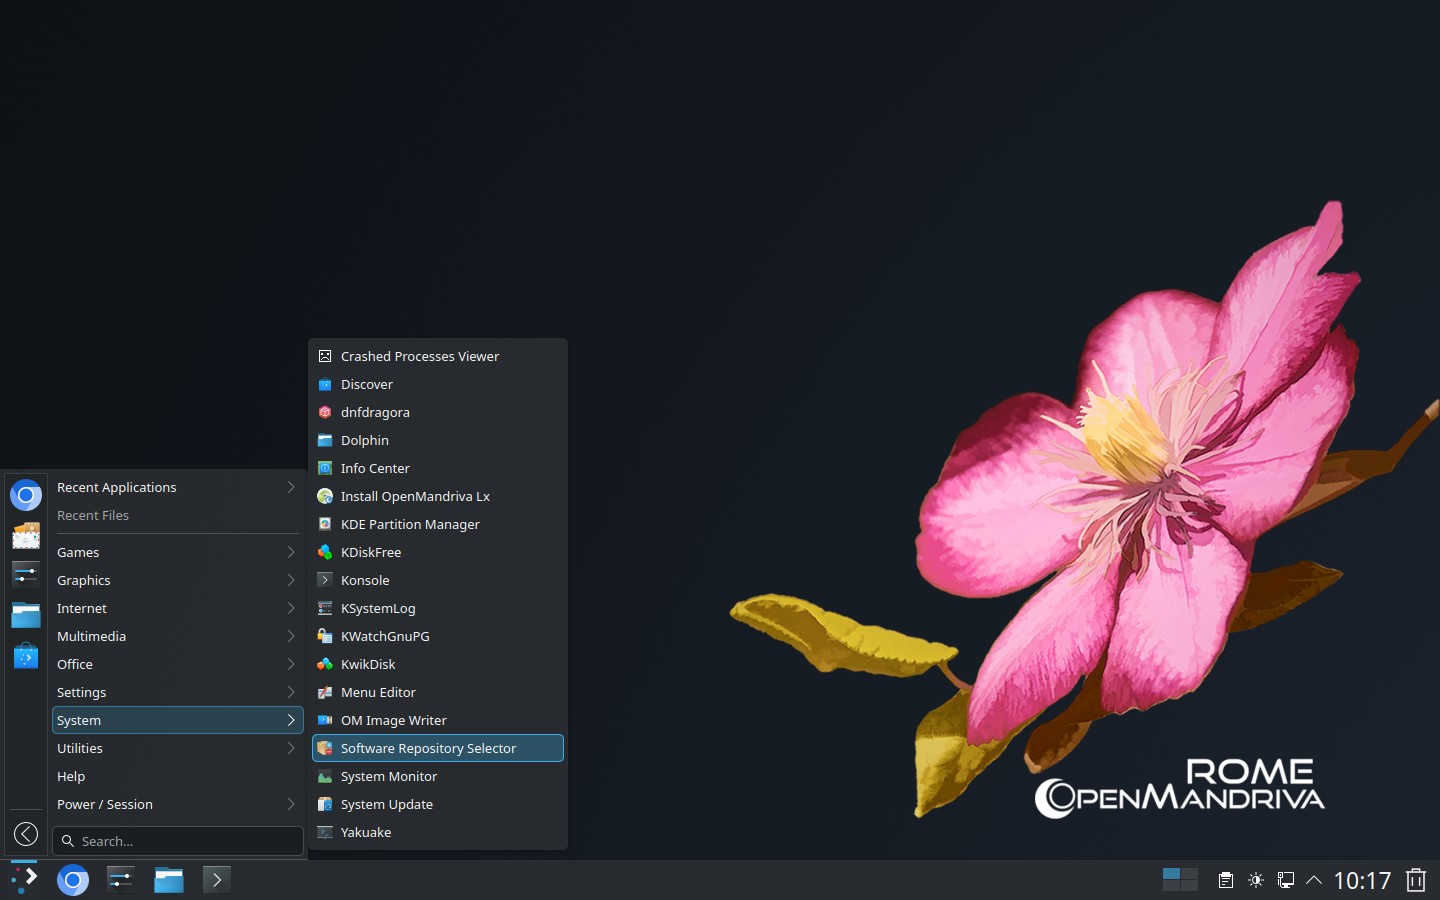 Crashed Processes Viewer
Discover
dnfdragora
Dolphin
Info Center
Install OpenMandriva Lx
KDE Partition Manager
KDiskFree
Konsole
KSystemLog
KWatchGnuPG
KwikDisk
Menu Editor
OM Image Writer
Software Repository Selector
System Monitor
System Update
Yakuake
Recent Applications
Recent Files
Games
Graphics
Internet
Multimedia
Office
Settings
System
Utilities
Help
Power / Session
Search...
ROME
OPENMANDRIVA
10:17